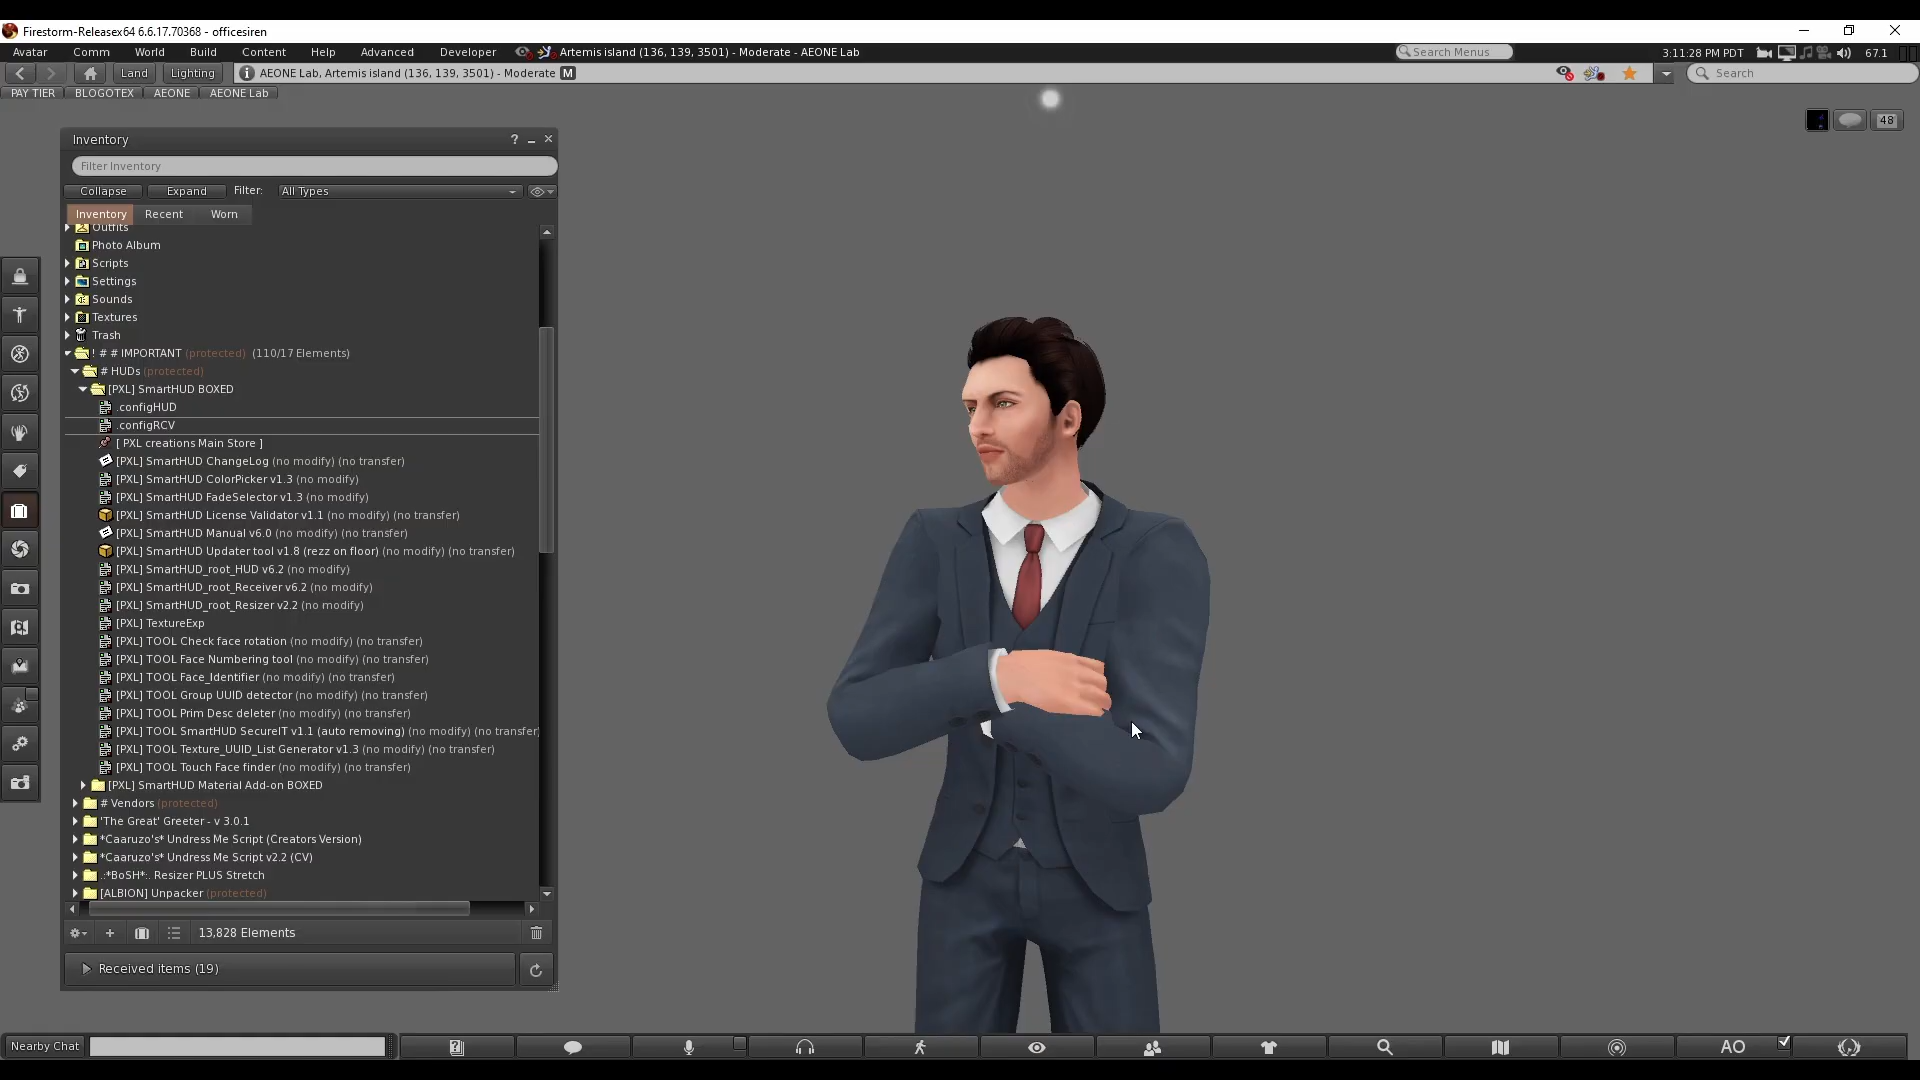 Firestorm-Releasex64 6.6.17.70368 - officesiren
Avatar Comm World Build Content Help Advanced Developer Artemis island (136, 139, 3501) - Moderate - AEONE Lab Search Menus 3:11:28 PM PDT 67.1
Land Lighting AEONE Lab, Artemis island (136, 139, 3501) - Moderate M Search
PAY TIER BLOGOTEX AEONE AEONE Lab
48
Inventory ?
Filter Inventory
Collapse Expand Filter: All Types
Inventory Recent Worn
Outfits
Photo Album
Scripts
Settings
Sounds
Textures
Trash
! # # IMPORTANT (protected) (110/17 Elements)
# HUDs (protected)
[PXL] SmartHUD BOXED
.configHUD
.configRCV
[ PXL creations Main Store ]
[PXL] SmartHUD ChangeLog (no modify) (no transfer)
[PXL] SmartHUD ColorPicker v1.3 (no modify)
[PXL] SmartHUD FadeSelector v1.3 (no modify)
[PXL] SmartHUD License Validator v1.1 (no modify) (no transfer)
[PXL] SmartHUD Manual v6.0 (no modify) (no transfer)
[PXL] SmartHUD Updater tool v1.8 (rezz on floor) (no modify) (no transfer)
[PXL] SmartHUD_root_HUD v6.2 (no modify)
[PXL] SmartHUD_root_Receiver v6.2 (no modify)
[PXL] SmartHUD_root_Resizer v2.2 (no modify)
[PXL] TextureExp
[PXL] TOOL Check face rotation (no modify) (no transfer)
[PXL] TOOL Face Numbering tool (no modify) (no transfer)
[PXL] TOOL Face_Identifier (no modify) (no transfer)
[PXL] TOOL Group UUID detector (no modify) (no transfer)
[PXL] TOOL Prim Desc deleter (no modify) (no transfer)
[PXL] TOOL SmartHUD SecureIT v1.1 (auto removing) (no modify) (no transfer)
[PXL] TOOL Texture_UUID_List Generator v1.3 (no modify) (no transfer)
[PXL] TOOL Touch Face finder (no modify) (no transfer)
[PXL] SmartHUD Material Add-on BOXED
# Vendors (protected)
'The Great' Greeter - v 3.0.1
*Caaruzo's* Undress Me Script (Creators Version)
*Caaruzo's* Undress Me Script v2.2 (CV)
.:*BoSH*:. Resizer PLUS Stretch
[ALBION] Unpacker (protected)
13,828 Elements
Received items (19)
Nearby Chat AO